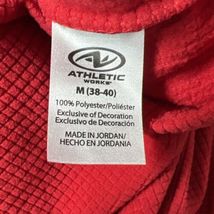 ATHLETIC
WORKS®
M (38-40)
100% Polyester/Poliéster
Exclusive of Decoration
Exclusivo de Decoración
MADE IN JORDAN/
HECHO EN JORDANIA